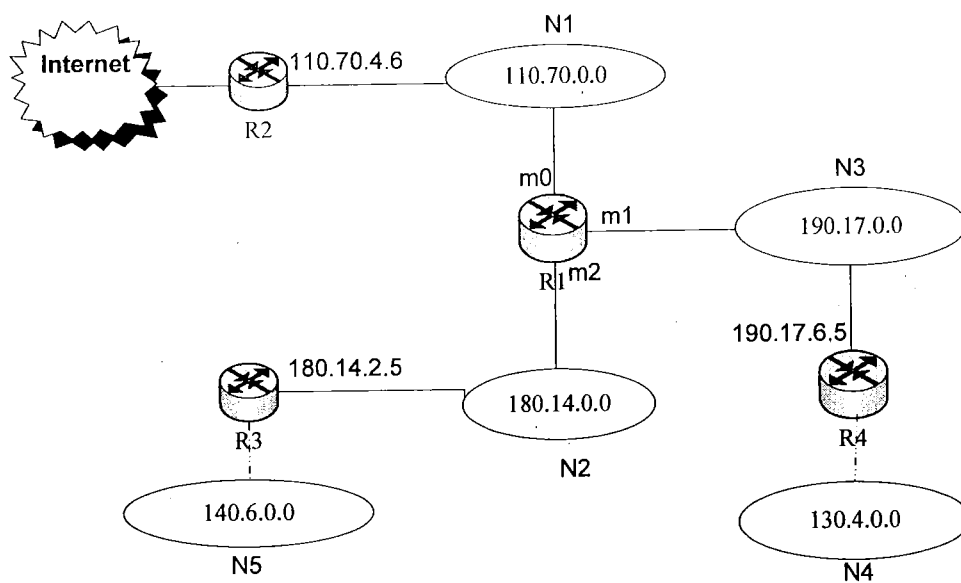 N1
Internet
110.70.4.6
110.70.0.0
R2
N3
m0
m1
190.17.0.0
m2
R1
190.17.6.5
180.14.2.5
180.14.0.0
R3
R4
N2
140.6.0.0
130.4.0.0
N5
N4